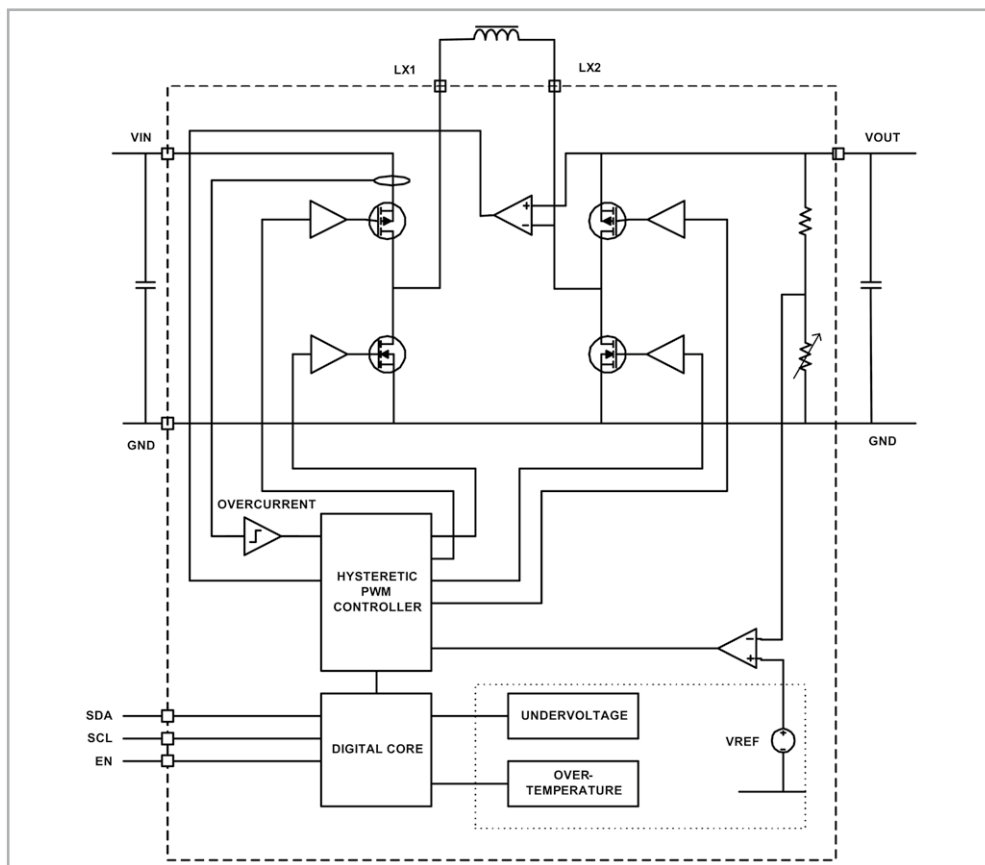 LX1
LX2
VIN
VOUT
+
−
GND
GND
OVERCURRENT
HYSTERETIC
PWM
CONTROLLER
−
+
SDA
SCL
EN
DIGITAL CORE
UNDERVOLTAGE
OVER-
TEMPERATURE
VREF
+
−